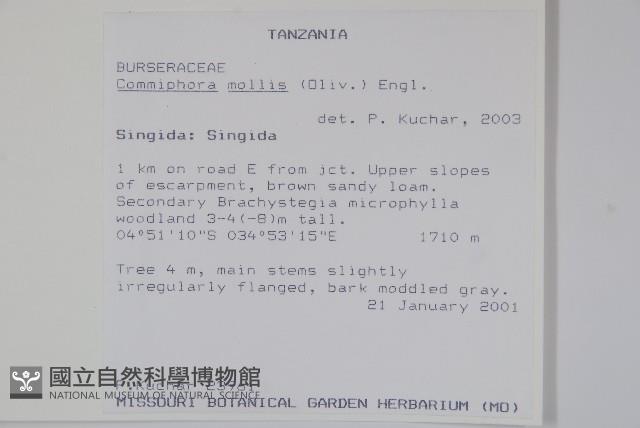 TANZANIA
BURSERACEAE
Commiphora mollis (Oliv.) Engl.
det. P. Kuchar, 2003
Singida: Singida
1 km on road E from jct. Upper slopes
of escarpment, brown sandy loam.
Secondary Brachystegia microphylla
woodland 3-4(-8)m tall.
04°51'10"S 034°53'15"E 1710 m
Tree 4 m, main stems slightly
irregularly flanged, bark moddled gray.
21 January 2001
國立自然科學博物館
P. Kuchar
NATIONAL MUSEUM OF NATURAL SCIENCE
MISSOURI BOTANICAL GARDEN HERBARIUM (MO)